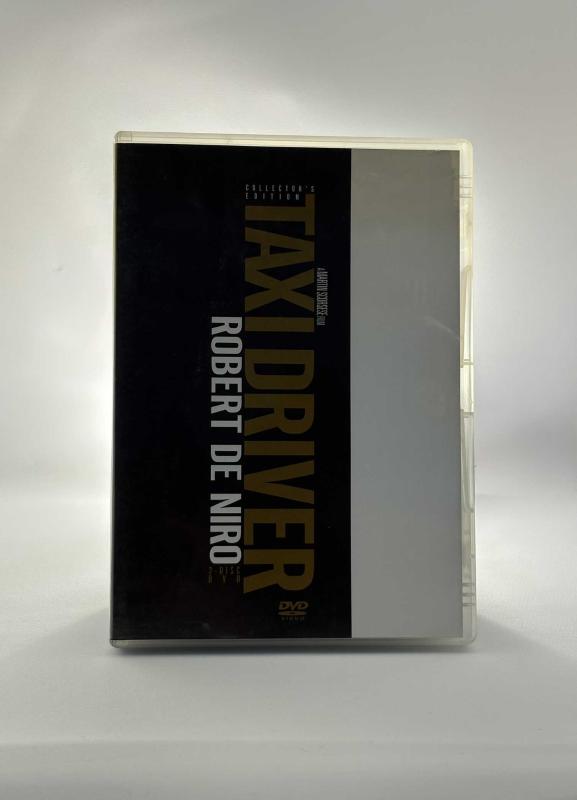 COLLECTOR'S
EDITION
A MARTIN SCORSESE FILM
TAXI DRIVER
ROBERT DE NIRO
2-DISC
DVD
DVD
VIDEO